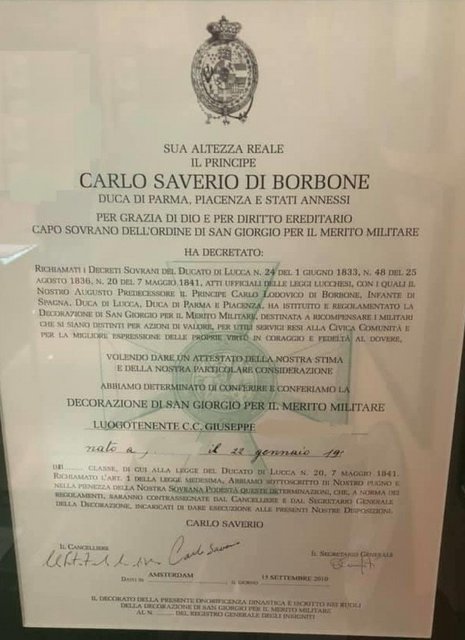 SUA ALTEZZA REALE
IL PRINCIPE
CARLO SAVERIO DI BORBONE
DUCA DI PARMA, PIACENZA E STATI ANNESSI
PER GRAZIA DI DIO E PER DIRITTO EREDITARIO
CAPO SOVRANO DELL'ORDINE DI SAN GIORGIO PER IL MERITO MILITARE
HA DECRETATO:
RICHIAMATI I DECRETI SOVRANI DEL DUCATO DI LUCCA N. 24 DEL 1 GIUGNO 1833, N. 48 DEL 25
AGOSTO 1836, N. 20 DEL 7 MAGGIO 1841, ATTI UFFICIALI DELLE LEGGI LUCCHESI, CON I QUALI IL
NOSTRO AUGUSTO PREDECESSORE IL PRINCIPE CARLO LODOVICO DI BORBONE, INFANTE DI
SPAGNA, DUCA DI LUCCA, DUCA DI PARMA E PIACENZA, HA ISTITUITO E REGOLAMENTATO LA
DECORAZIONE DI SAN GIORGIO PER IL MERITO MILITARE, DESTINATA A RICOMPENSARE I MILITARI
CHE SI SIANO DISTINTI PER AZIONI DI VALORE, PER UTILI SERVIGI RESI ALLA CIVICA COMUNITÀ E
PER LA MIGLIORE ESPRESSIONE DELLE PROPRIE VIRTÙ IN CORAGGIO E FEDELTÀ AL DOVERE,
VOLENDO DARE UN ATTESTATO DELLA NOSTRA STIMA
E DELLA NOSTRA PARTICOLARE CONSIDERAZIONE
ABBIAMO DETERMINATO DI CONFERIRE E CONFERIAMO LA
DECORAZIONE DI SAN GIORGIO PER IL MERITO MILITARE
LUOGOTENENTE C.C. GIUSEPPE
nato a il 22 gennaio 19
CLASSE, DI CUI ALLA LEGGE DEL DUCATO DI LUCCA N. 20, 7 MAGGIO 1841.
RICHIAMATO L'ART. 1 DELLA LEGGE MEDESIMA, ABBIAMO SOTTOSCRITTO DI NOSTRO PUGNO E
NELLA PIENEZZA DELLA NOSTRA SOVRANA PODESTÀ QUESTE DETERMINAZIONI, CHE, A NORMA DEI
REGOLAMENTI, SARANNO CONTRASSEGNATE DAL CANCELLIERE E DAL SEGRETARIO GENERALE
DELLA DECORAZIONE, INCARICATI DI DARE ESECUZIONE ALLE PRESENTI NOSTRE DISPOSIZIONI.
CARLO SAVERIO
IL CANCELLIERE IL SEGRETARIO GENERALE
Carlo Saverio
DATO IN AMSTERDAM, IL GIORNO 15 SETTEMBRE 2010
IL DECORATO DELLA PRESENTE ONORIFICENZA DINASTICA È ISCRITTO NEI RUOLI
DELLA DECORAZIONE DI SAN GIORGIO PER IL MERITO MILITARE
AL N. DEL REGISTRO GENERALE DEGLI INSIGNITI